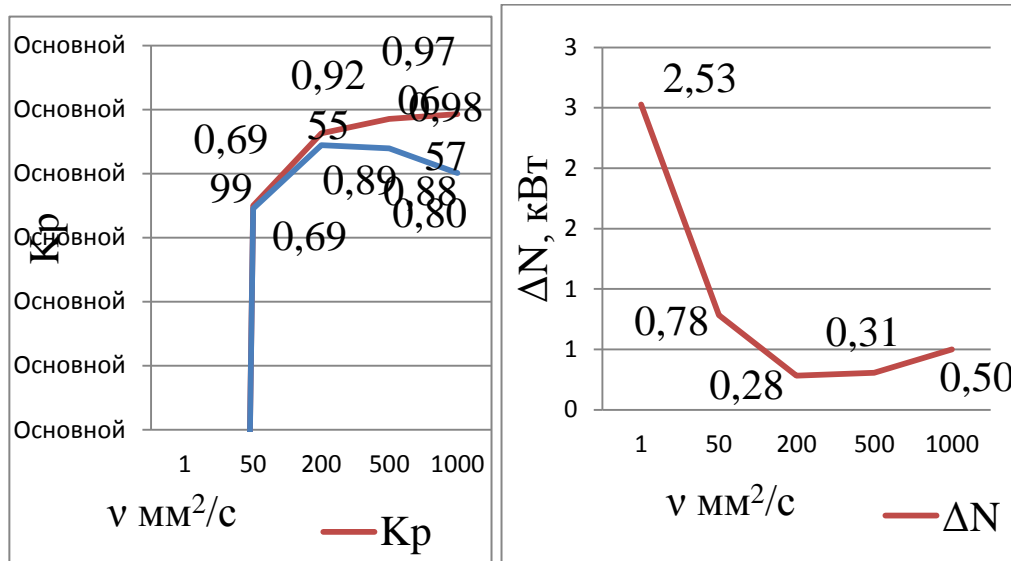 Основной
Основной
Основной
Основной
Основной
Основной
Основной
Кр
0,69
99
0,69
0,92
55
0,89
0,97
0,88
0,98
57
0,80
1 50 200 500 1000
ν мм²/с
Кр
3
3
2
2
1
1
0
ΔN, кВт
2,53
0,78
0,28
0,31
0,50
1 50 200 500 1000
ν мм²/с
ΔN